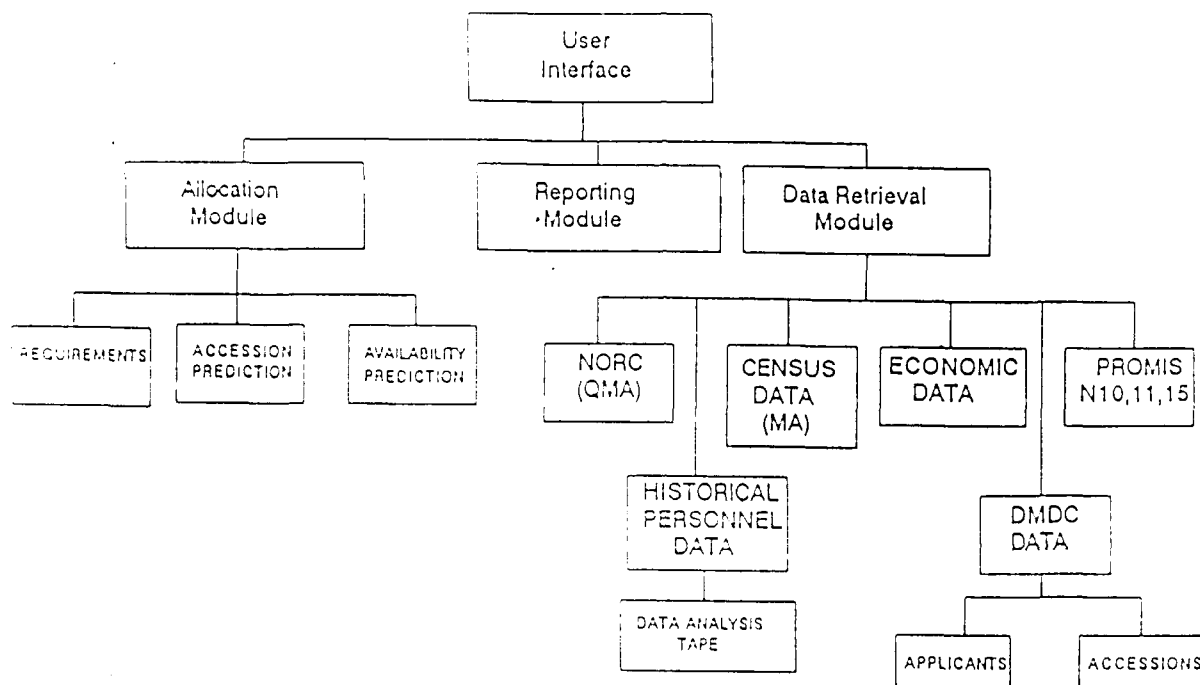 User
Interface
Allocation
Module
Reporting
Module
Data Retrieval
Module
REQUIREMENTS
ACCESSION
PREDICTION
AVAILABILITY
PREDICTION
NORC
(QMA)
CENSUS
DATA
(MA)
ECONOMIC
DATA
PROMIS
N10,11,15
HISTORICAL
PERSONNEL
DATA
DMDC
DATA
DATA ANALYSIS
TAPE
APPLICANTS
ACCESSIONS